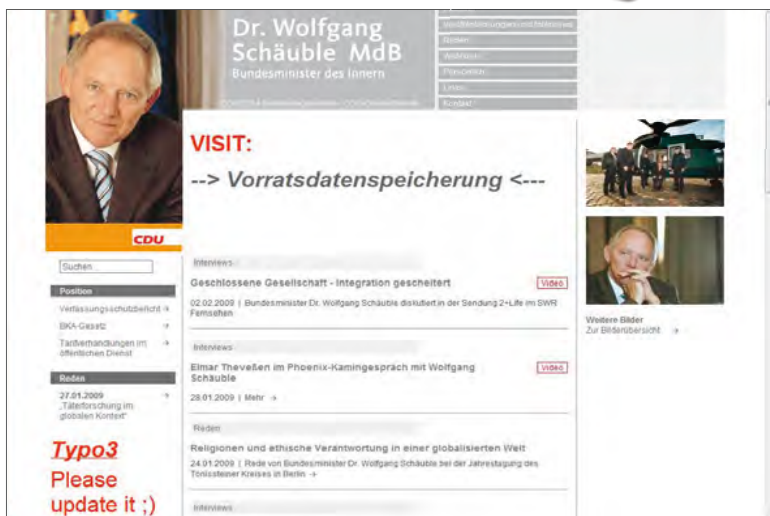 Dr. Wolfgang
Schäuble MdB
Bundesminister des Innern
Reden
Kontakt
VISIT:
--> Vorratsdatenspeicherung <---
CDU
Suchen ...
Position
Verfassungsschutzbericht →
BKA-Gesetz →
Tarifverhandlungen im →
öffentlichen Dienst
Reden
27.01.2009 →
„Täterforschung im
globalen Kontext“
Typo3
Please
update it ;)
Interviews
Geschlossene Gesellschaft - Integration gescheitert
Video
02.02.2009 | Bundesminister Dr. Wolfgang Schäuble diskutiert in der Sendung 2+Life im SWR
Fernsehen
Interviews
Elmar Theveßen im Phoenix-Kamingespräch mit Wolfgang
Schäuble
Video
28.01.2009 | Mehr →
Reden
Religionen und ethische Verantwortung in einer globalisierten Welt
24.01.2009 | Rede von Bundesminister Dr. Wolfgang Schäuble bei der Jahrestagung des
Tönissteiner Kreises in Berlin →
Interviews
Weitere Bilder
Zur Bilderübersicht →